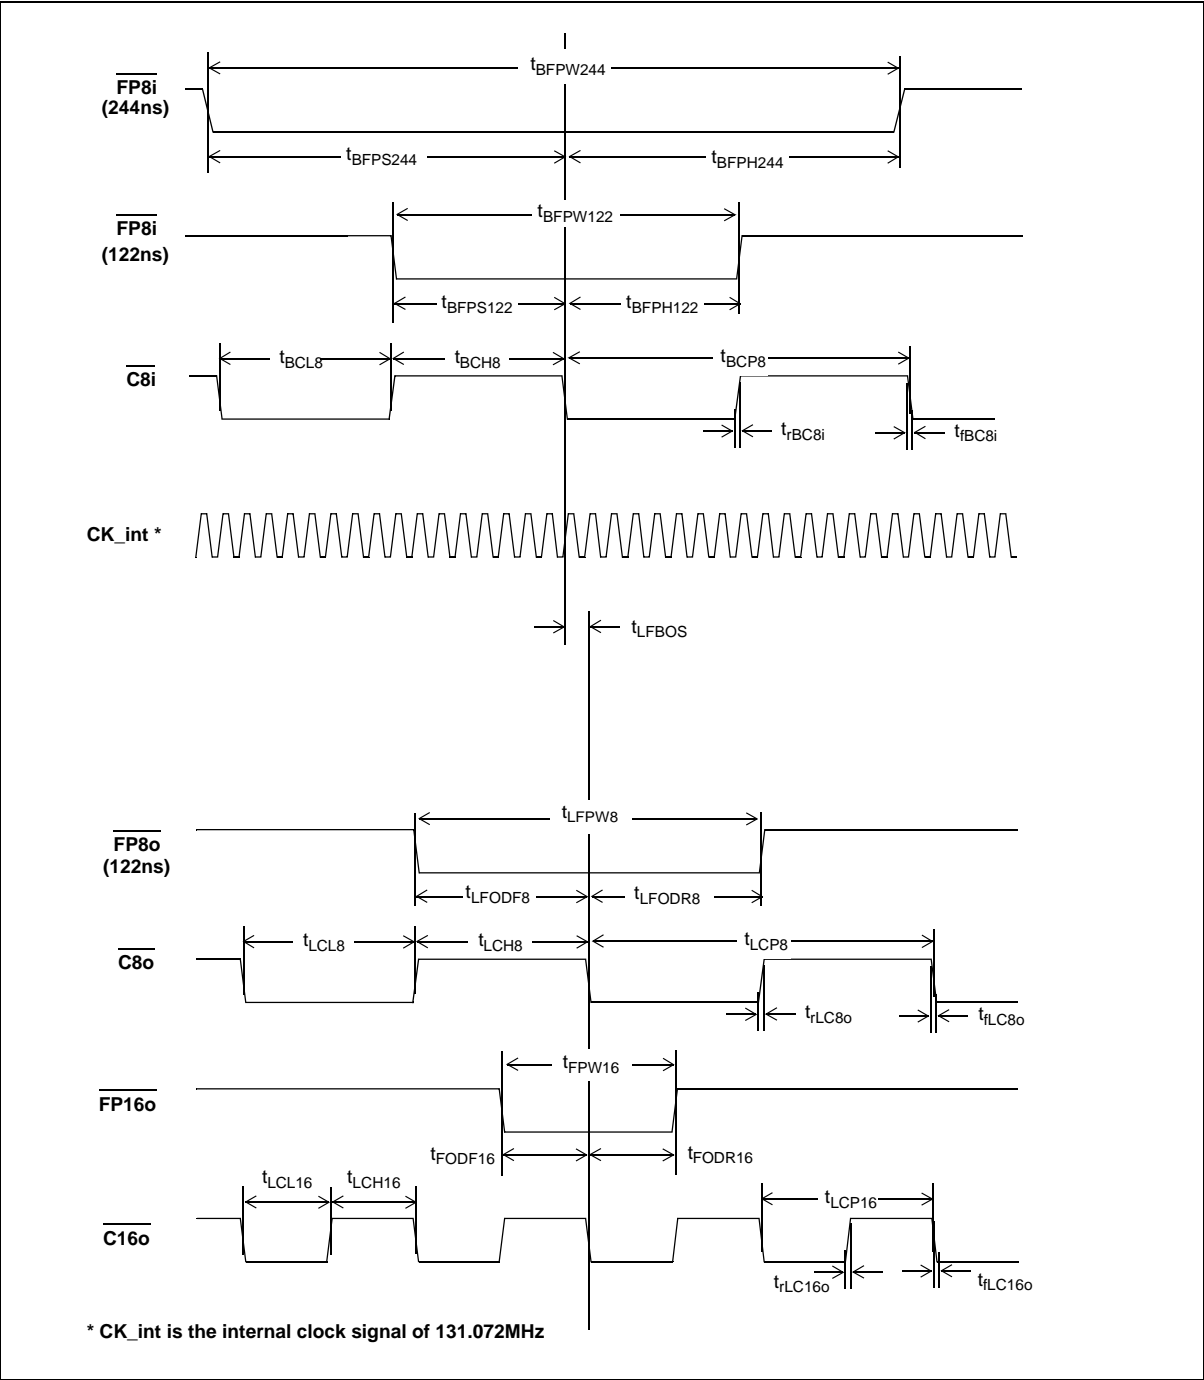 tBFPW244
FP8i
(244ns)
tBFPS244 tBFPH244
tBFPW122
FP8i
(122ns)
tBFPS122 tBFPH122
tBCL8 tBCH8 tBCP8
C8i
trBC8i tfBC8i
CK_int *
tLFBOS
tLFPW8
FP8o
(122ns)
tLFODF8 tLFODR8
tLCL8 tLCH8 tLCP8
C8o
trLC8o tfLC8o
tFPW16
FP16o
tFODF16 tFODR16
tLCL16 tLCH16 tLCP16
C16o
trLC16o tfLC16o
* CK_int is the internal clock signal of 131.072MHz